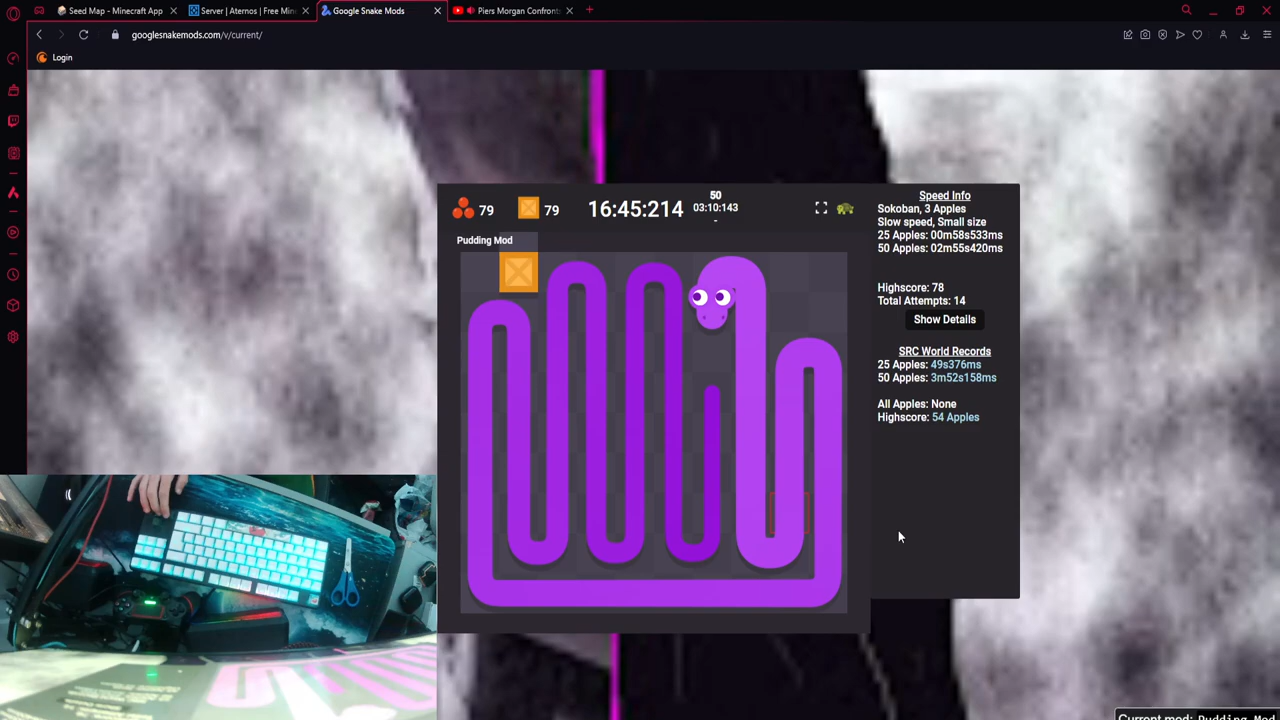 Seed Map - Minecraft App
Server | Aternos | Free Min
Google Snake Mods
Piers Morgan Confronts
googlesnakemods.com/v/current/
Login
79
79
16:45:214
50
03:10:143
-
Pudding Mod
Speed Info
Sokoban, 3 Apples
Slow speed, Small size
25 Apples: 00m58s533ms
50 Apples: 02m55s420ms
Highscore: 78
Total Attempts: 14
Show Details
SRC World Records
25 Apples: 49s376ms
50 Apples: 3m52s158ms
All Apples: None
Highscore: 54 Apples
Current mod: Pudding Mod